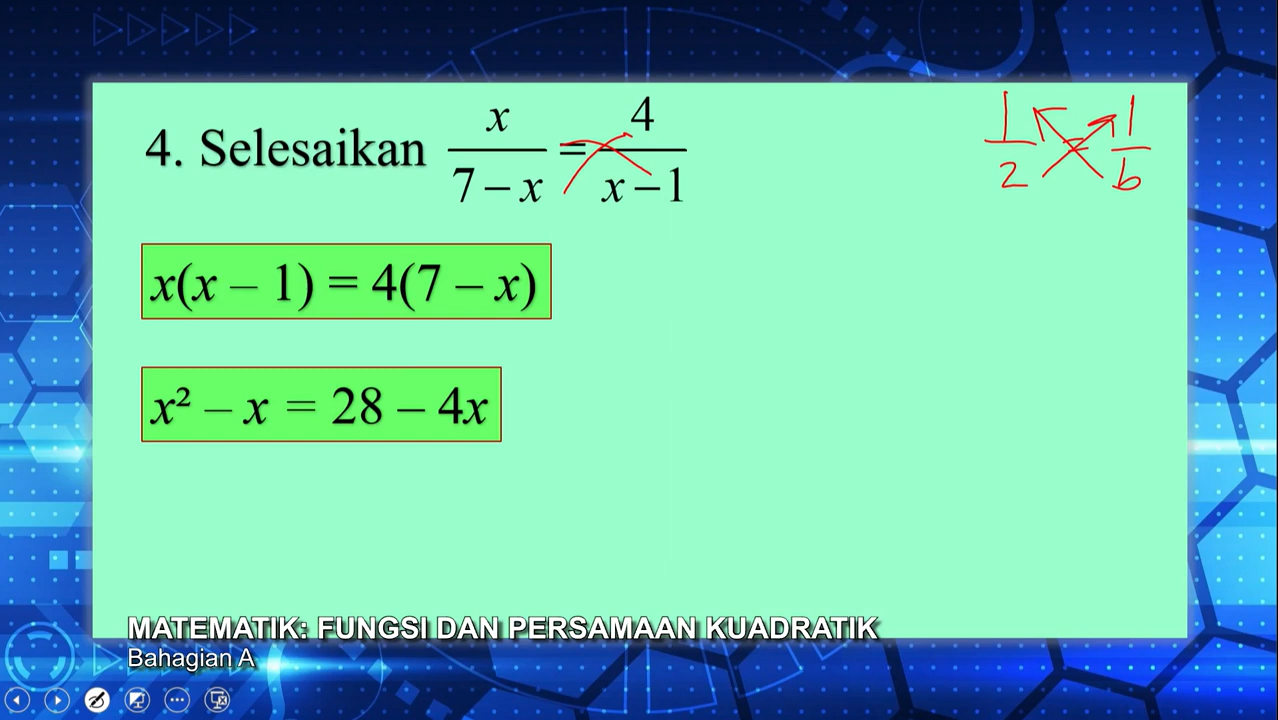 4. Selesaikan x/(7 – x) = 4/(x – 1)
1/2 = 1/b
x(x – 1) = 4(7 – x)
x² – x = 28 – 4x
MATEMATIK: FUNGSI DAN PERSAMAAN KUADRATIK
Bahagian A